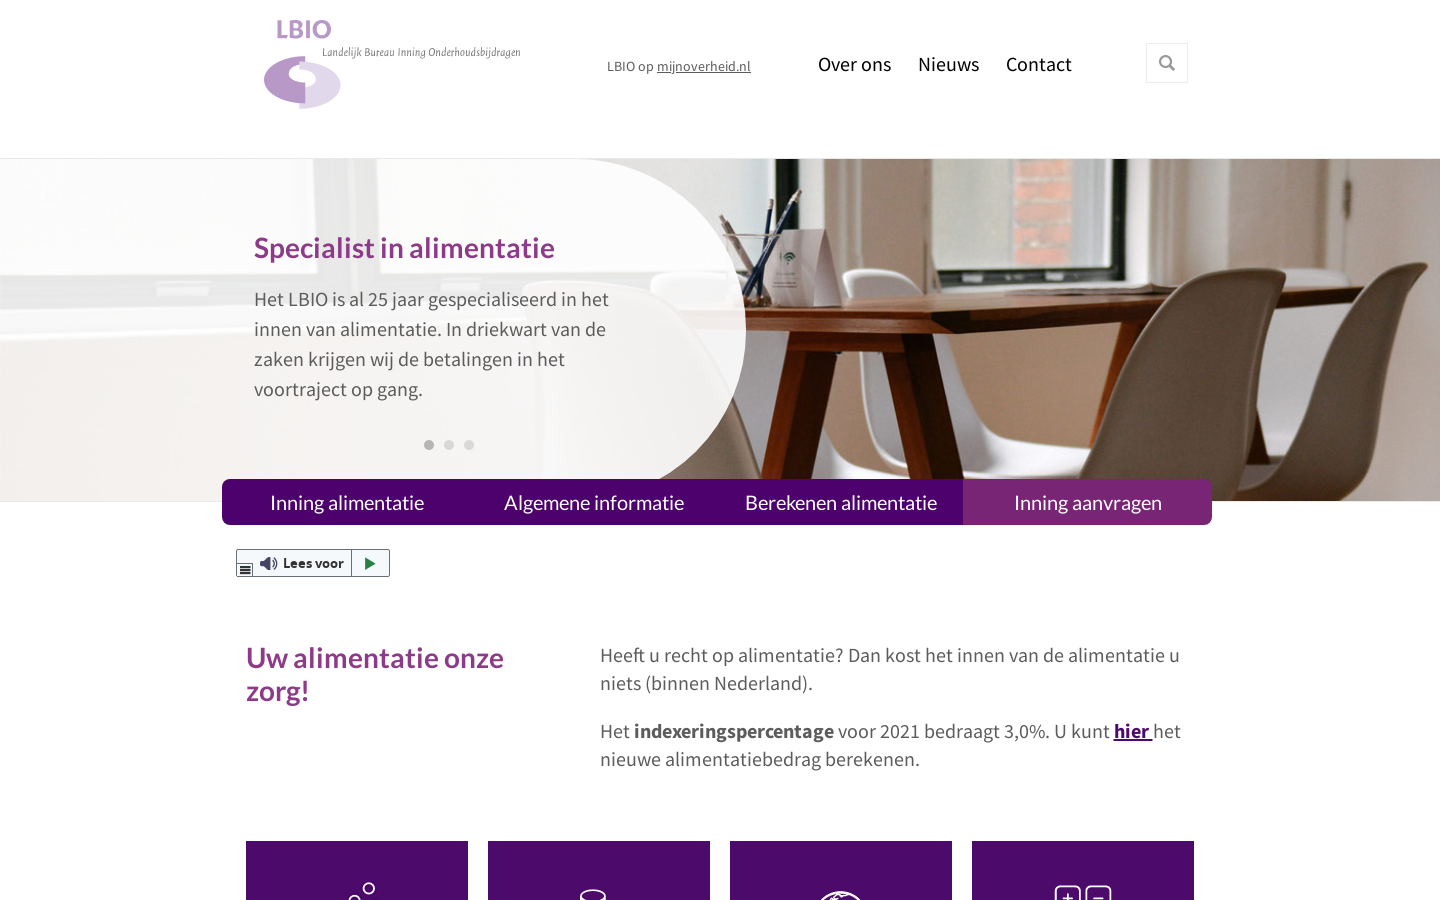 LBIO
Landelijk Bureau Inning Onderhoudsbijdragen
LBIO op mijnoverheid.nl
Over ons
Nieuws
Contact
Specialist in alimentatie
Het LBIO is al 25 jaar gespecialiseerd in het
innen van alimentatie. In driekwart van de
zaken krijgen wij de betalingen in het
voortraject op gang.
Inning alimentatie
Algemene informatie
Berekenen alimentatie
Inning aanvragen
Lees voor
Uw alimentatie onze
zorg!
Heeft u recht op alimentatie? Dan kost het innen van de alimentatie u
niets (binnen Nederland).
Het indexeringspercentage voor 2021 bedraagt 3,0%. U kunt hier het
nieuwe alimentatiebedrag berekenen.